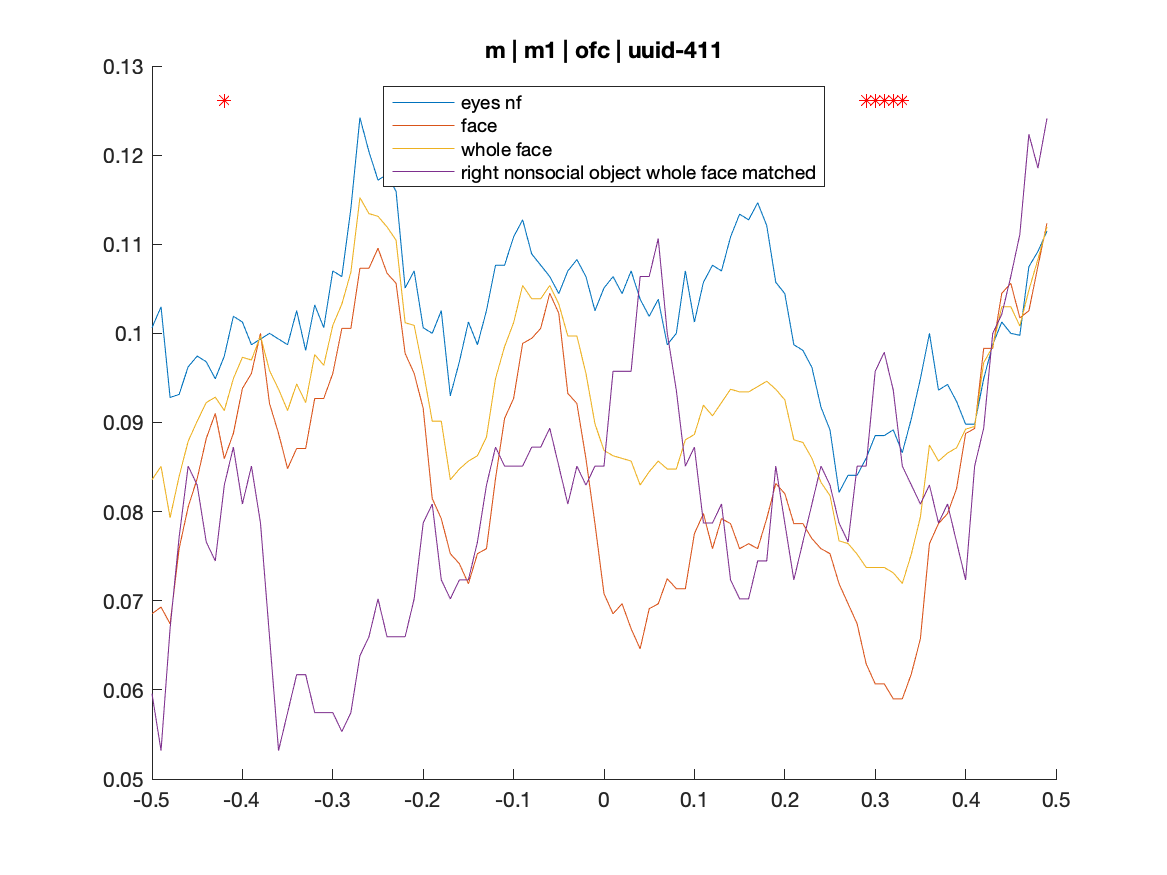 m | m1 | ofc | uuid-411
0.13
0.12
0.11
0.1
0.09
0.08
0.07
0.06
0.05
eyes nf
face
whole face
right nonsocial object whole face matched
-0.5 -0.4 -0.3 -0.2 -0.1 0 0.1 0.2 0.3 0.4 0.5